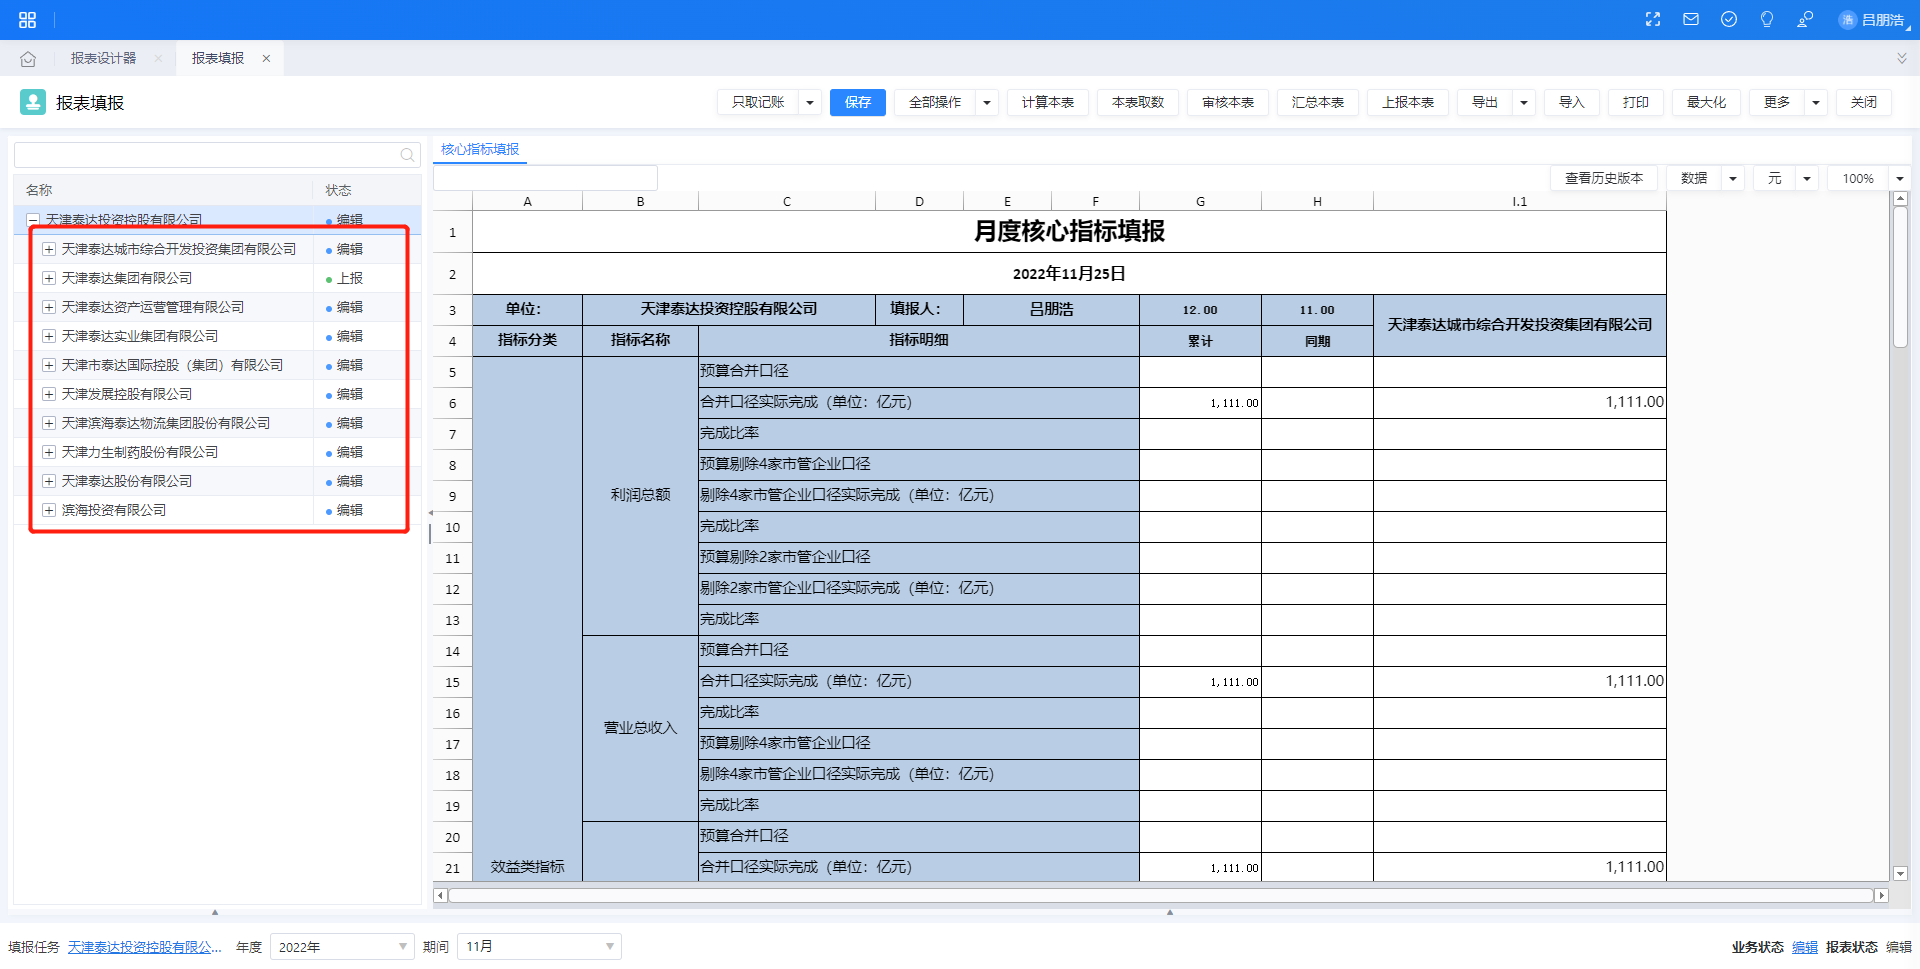 浩 吕朋浩
报表设计器 × 报表填报 ×
报表填报 只取记账 保存 全部操作 计算本表 本表取数 审核本表 汇总本表 上报本表 导出 导入 打印 最大化 更多 关闭
核心指标填报
查看历史版本 数据 元 100%
名称 状态
天津泰达投资控股有限公司 编辑
天津泰达城市综合开发投资集团有限公司 编辑
天津泰达集团有限公司 上报
天津泰达资产运营管理有限公司 编辑
天津泰达实业集团有限公司 编辑
天津市泰达国际控股（集团）有限公司 编辑
天津发展控股有限公司 编辑
天津滨海泰达物流集团股份有限公司 编辑
天津力生制药股份有限公司 编辑
天津泰达股份有限公司 编辑
滨海投资有限公司 编辑
A B C D E F G H I.1
1 月度核心指标填报
2 2022年11月25日
3 单位： 天津泰达投资控股有限公司 填报人： 吕朋浩 12.00 11.00 天津泰达城市综合开发投资集团有限公司
4 指标分类 指标名称 指标明细 累计 同期
5 预算合并口径
6 合并口径实际完成（单位：亿元） 1,111.00 1,111.00
7 完成比率
8 预算剔除4家市管企业口径
9 利润总额 剔除4家市管企业口径实际完成（单位：亿元）
10 完成比率
11 预算剔除2家市管企业口径
12 剔除2家市管企业口径实际完成（单位：亿元）
13 完成比率
14 预算合并口径
15 合并口径实际完成（单位：亿元） 1,111.00 1,111.00
16 营业总收入 完成比率
17 预算剔除4家市管企业口径
18 剔除4家市管企业口径实际完成（单位：亿元）
19 完成比率
20 预算合并口径
21 效益类指标 合并口径实际完成（单位：亿元） 1,111.00 1,111.00
填报任务 天津泰达投资控股有限公... 年度 2022年 期间 11月 业务状态 编辑 报表状态 编辑